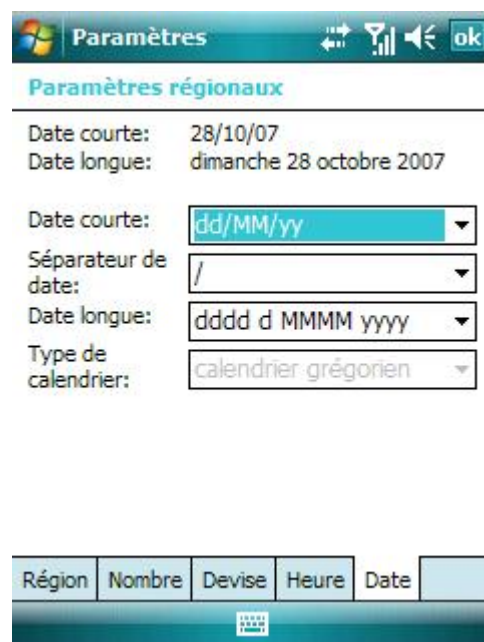 Paramètres ok
Paramètres régionaux
Date courte: 28/10/07
Date longue: dimanche 28 octobre 2007
Date courte: dd/MM/yy
Séparateur de
date: /
Date longue: dddd d MMMM yyyy
Type de
calendrier: calendrier grégorien
Région Nombre Devise Heure Date